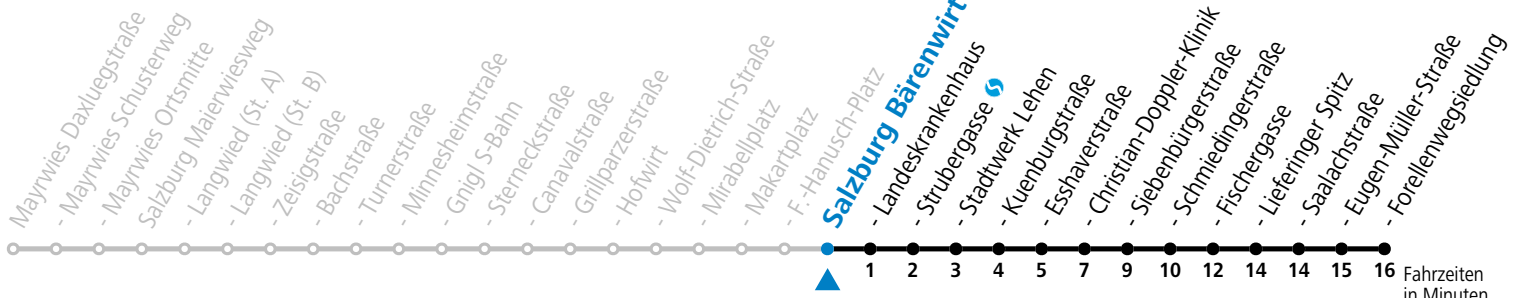 Mayrwies Daxluegstraße
- Mayrwies Schusterweg
- Mayrwies Ortsmitte
Salzburg Maierwiesweg
- Langwied (St. A)
- Langwied (St. B)
- Zeisigstraße
- Bachstraße
- Turnerstraße
- Minnesheimstraße
- Gnigl S-Bahn
- Sterneckstraße
- Canavalstraße
- Grillparzerstraße
- Hofwirt
- Wolf-Dietrich-Straße
- Mirabellplatz
- Makartplatz
- F.-Hanusch-Platz
Salzburg Bärenwirt
- Landeskrankenhaus
- Strubergasse
- Stadtwerk Lehen
- Kuenburgstraße
- Esshaverstraße
- Christian-Doppler-Klinik
- Siebenbürgerstraße
- Schmiedingerstraße
- Fischergasse
- Lieferinger Spitz
- Saalachstraße
- Eugen-Müller-Straße
- Forellenwegsiedlung
1 2 3 4 5 7 9 10 12 14 14 15 16 Fahrzeiten
in Minuten